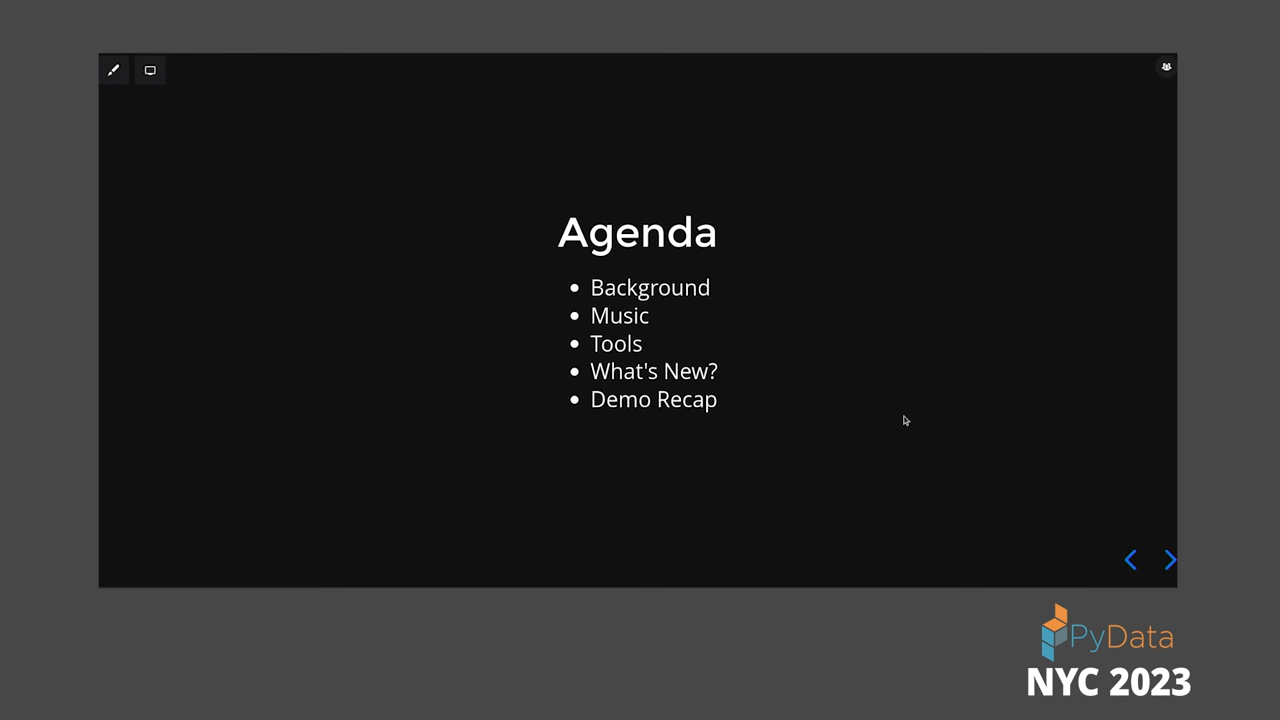 Agenda
Background
Music
Tools
What's New?
Demo Recap
PyData
NYC 2023